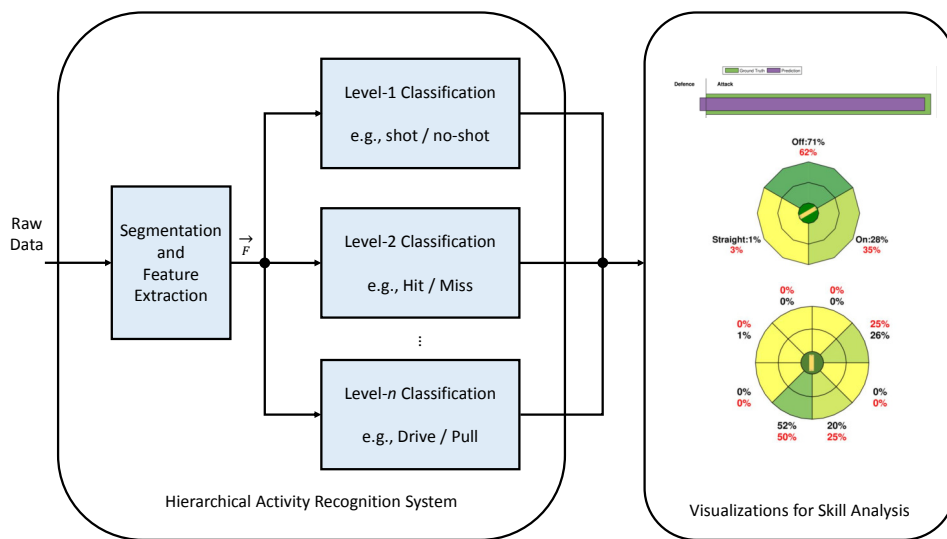 Raw
Data
Segmentation
and
Feature
Extraction
F
Level-1 Classification
e.g., shot / no-shot
Level-2 Classification
e.g., Hit / Miss
...
Level-n Classification
e.g., Drive / Pull
Hierarchical Activity Recognition System
Ground Truth Prediction
Defence Attack
Off:71%
62%
Straight:1%
3%
On:28%
35%
0% 0%
0% 0%
0% 25%
1% 26%
0% 0%
0% 0%
52% 20%
50% 25%
Visualizations for Skill Analysis